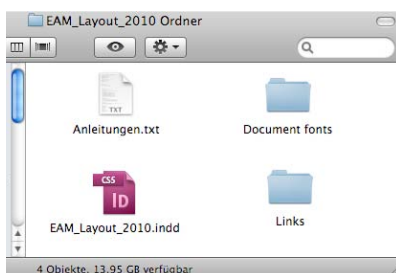 EAM_Layout_2010 Ordner
TXT
Anleitungen.txt
Document fonts
CS5
ID
EAM_Layout_2010.indd
Links
4 Objekte, 13,95 GB verfügbar